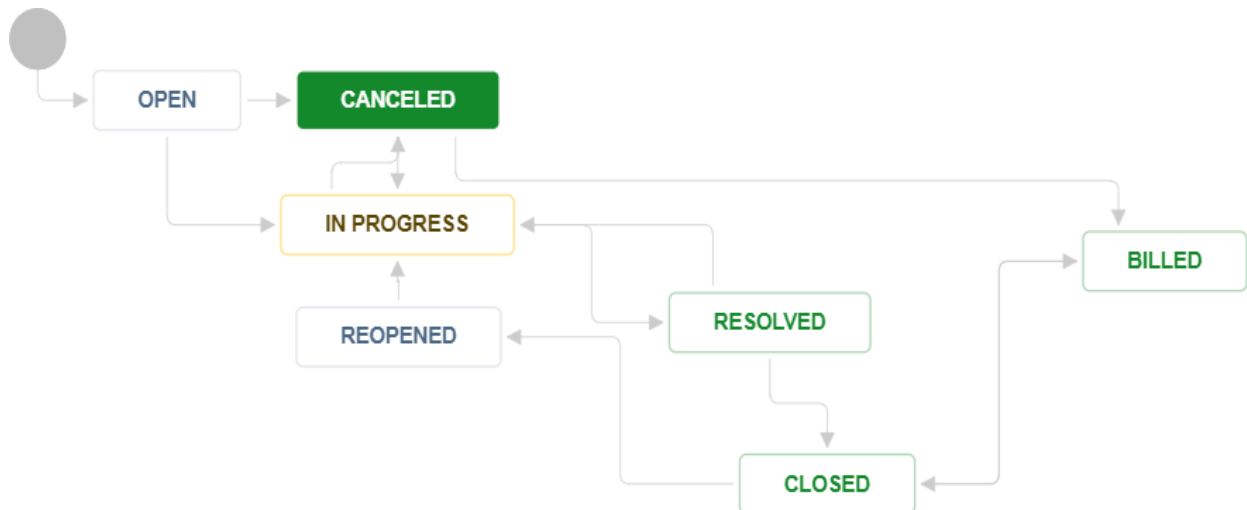 OPEN
CANCELED
IN PROGRESS
BILLED
RESOLVED
REOPENED
CLOSED